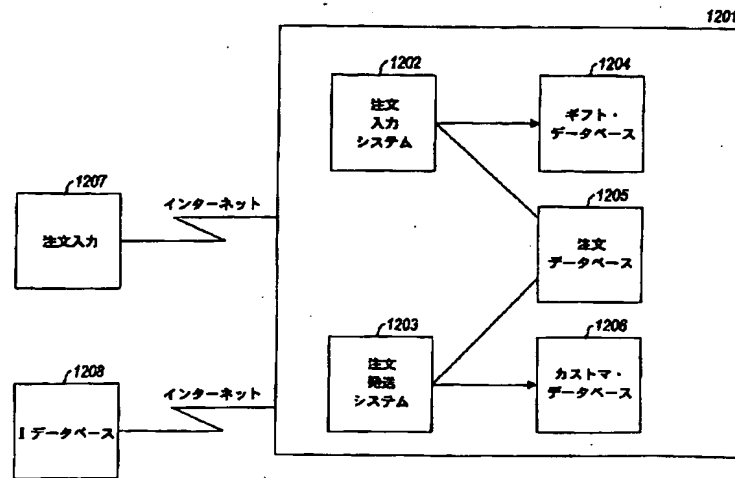 1201
1202
注文
入力
システム
1204
ギフト・
データベース
1207
注文入力
インターネット
1205
注文
データベース
1203
注文
発送
システム
1206
カストマ・
データベース
1208
I データベース
インターネット